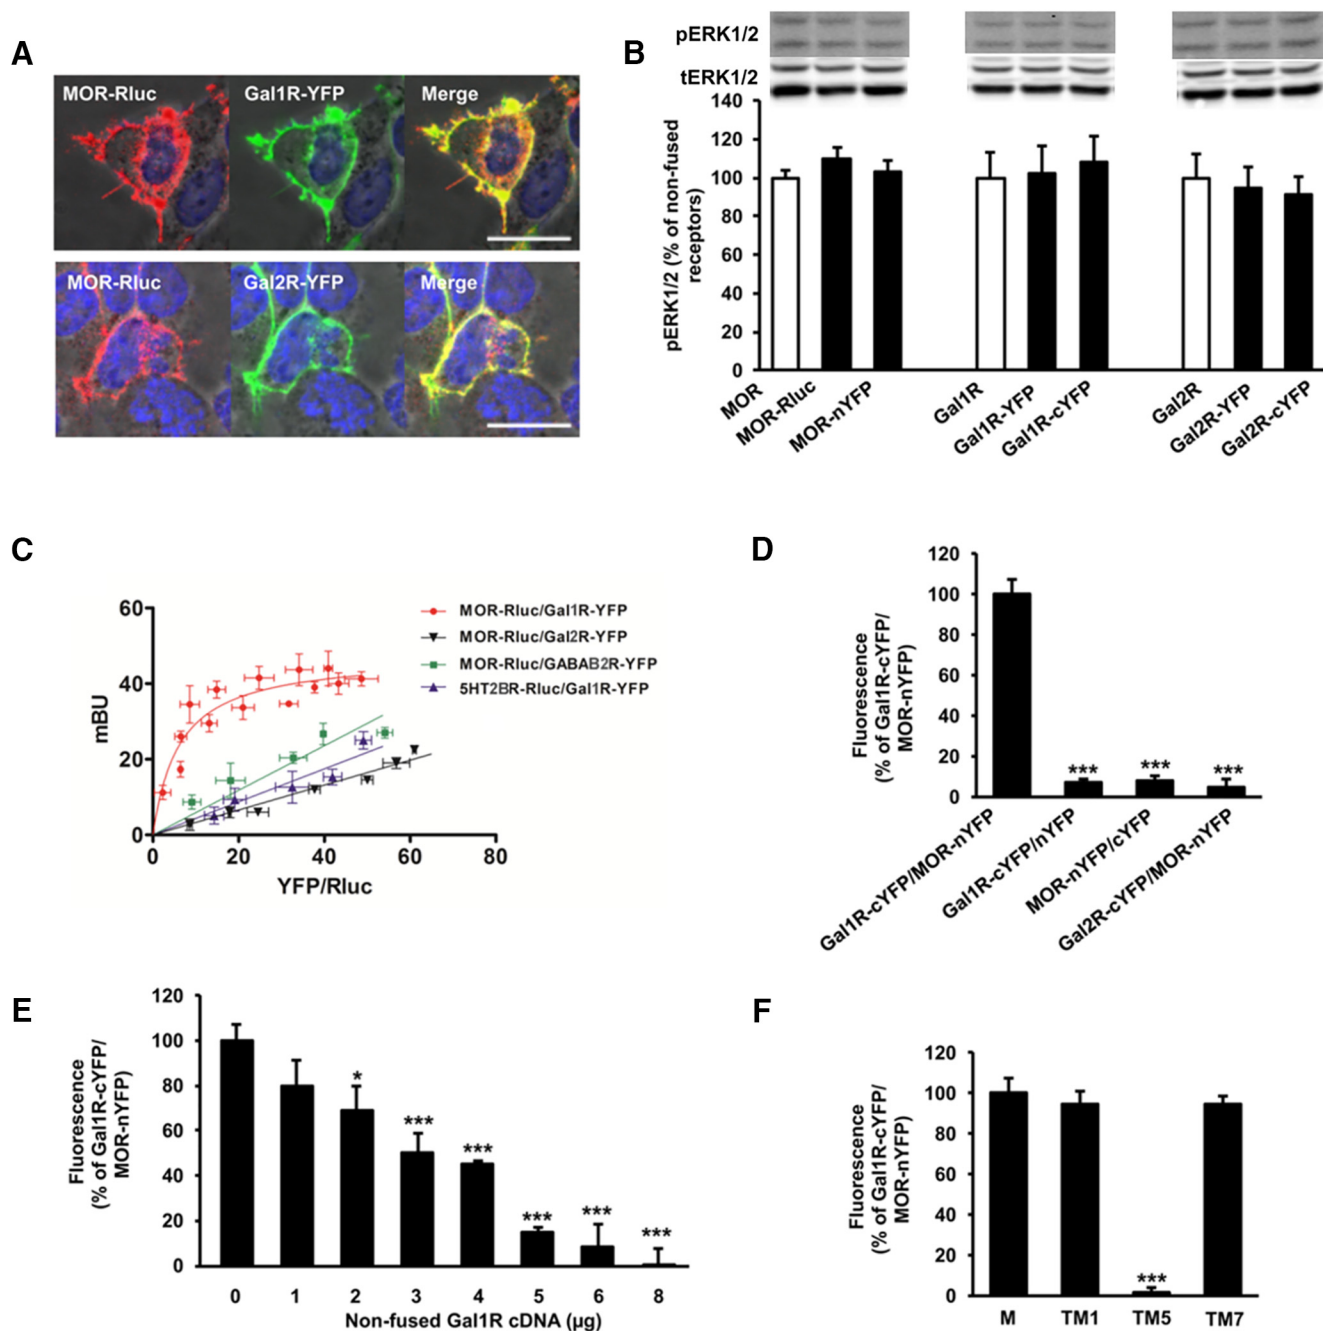 A
MOR-Rluc
Gal1R-YFP
Merge
MOR-Rluc
Gal2R-YFP
Merge
B
pERK1/2
tERK1/2
pERK1/2 (% of non-fused
receptors)
140
120
100
80
60
40
20
0
MOR
MOR-Rluc
MOR-nYFP
Gal1R
Gal1R-YFP
Gal1R-cYFP
Gal2R
Gal2R-YFP
Gal2R-cYFP
C
mBU
60
40
20
0
0
20
40
60
80
YFP/Rluc
MOR-Rluc/Gal1R-YFP
MOR-Rluc/Gal2R-YFP
MOR-Rluc/GABAB2R-YFP
5HT2BR-Rluc/Gal1R-YFP
D
Fluorescence
(% of Gal1R-cYFP/
MOR-nYFP)
120
100
80
60
40
20
0
***
***
***
Gal1R-cYFP/MOR-nYFP
Gal1R-cYFP/nYFP
MOR-nYFP/cYFP
Gal2R-cYFP/MOR-nYFP
E
Fluorescence
(% of Gal1R-cYFP/
MOR-nYFP)
120
100
80
60
40
20
0
*
***
***
***
***
***
0
1
2
3
4
5
6
8
Non-fused Gal1R cDNA (µg)
F
Fluorescence
(% of Gal1R-cYFP/
MOR-nYFP)
120
100
80
60
40
20
0
***
M
TM1
TM5
TM7